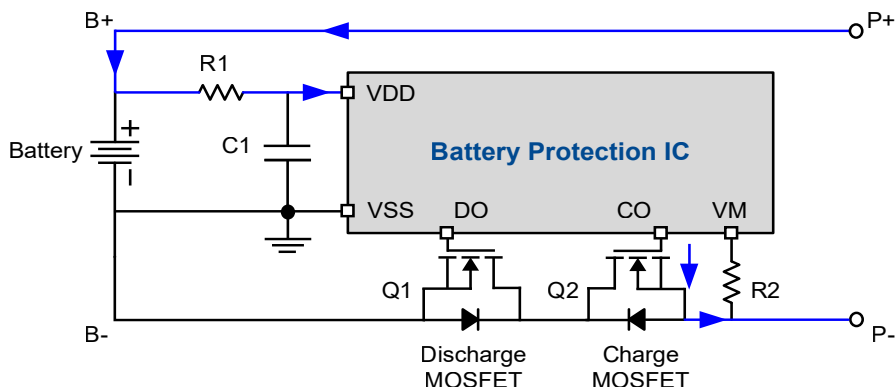 B+
P+
R1
VDD
Battery
+
-
C1
Battery Protection IC
VSS
DO
CO
VM
Q1
Q2
R2
B-
P-
Discharge
MOSFET
Charge
MOSFET